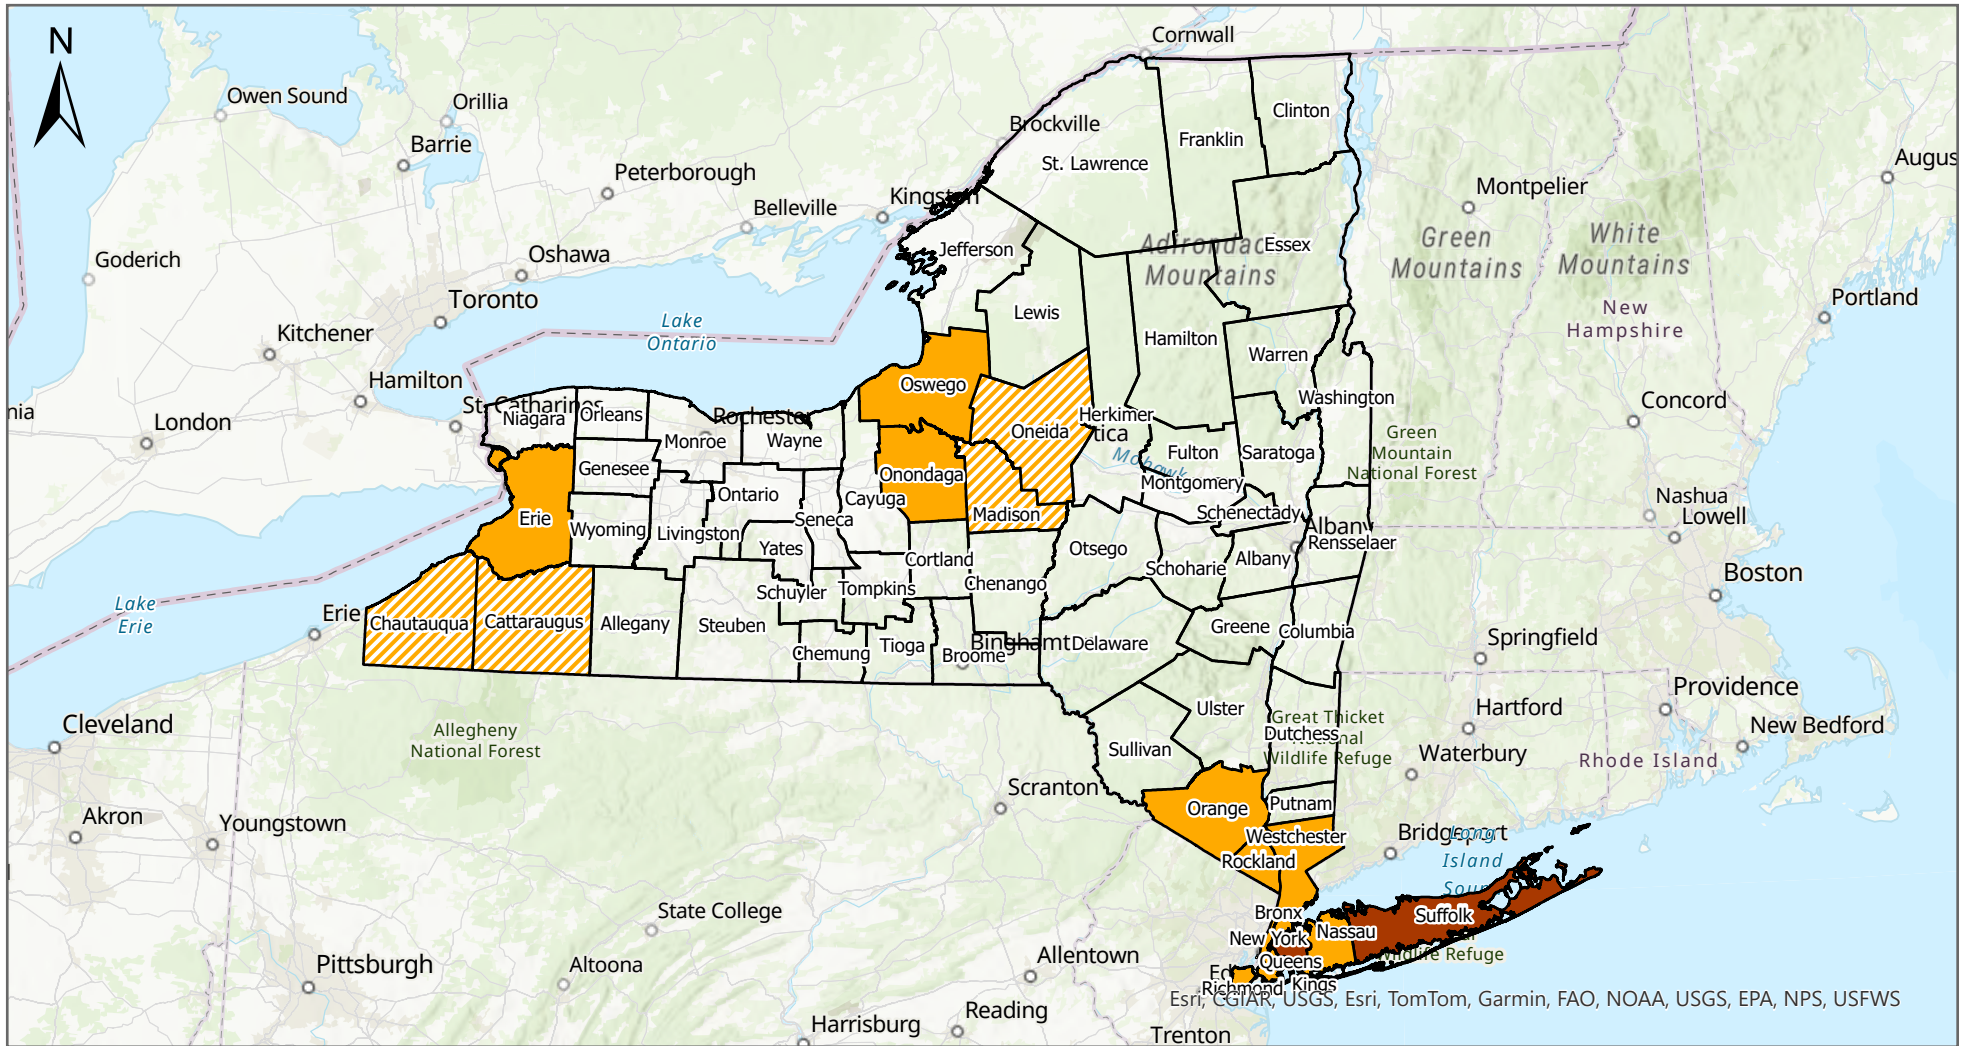 N
Cornwall
Owen Sound
Orillia
Clinton
Brockville
Franklin
Barrie
St. Lawrence
Augus
Peterborough
Montpelier
Kingston
Belleville
Green
Mountains
White
Mountains
Jefferson
Adirondac
Mountains
Essex
Goderich
Oshawa
Toronto
Portland
New
Hampshire
Lewis
Lake
Ontario
Kitchener
Hamilton
Warren
Hamilton
Oswego
Washington
Concord
nia
London
St. Catharines
Niagara
Orleans
Rochester
Herkimer
tica
Oneida
Monroe
Wayne
Green
Mountain
National Forest
Fulton
Saratoga
Mohawk
Genesee
Onondaga
Montgomery
Ontario
Cayuga
Nashua
Lowell
Erie
Wyoming
Livingston
Seneca
Madison
Schenectady
Albany
Rensselaer
Yates
Cortland
Otsego
Albany
Schoharie
Boston
Schuyler
Tompkins
Chenango
Lake
Erie
Erie
Chautauqua
Cattaraugus
Allegany
Steuben
Greene
Columbia
Springfield
Chemung
Tioga
Broome
Binghamt
Delaware
Providence
Cleveland
Allegheny
National Forest
Ulster
Great Thicket
National
Wildlife Refuge
Dutchess
Hartford
New Bedford
Sullivan
Waterbury
Rhode Island
Scranton
Orange
Putnam
Akron
Youngstown
Westchester
Bridgeport
Long
Island
Soun
Rockland
State College
Bronx
Suffolk
New York
Nassau
Wildlife Refuge
Pittsburgh
Altoona
Allentown
Queens
Ed
Richmond
Kings
Esri, CGIAR, USGS, Esri, TomTom, Garmin, FAO, NOAA, USGS, EPA, NPS, USFWS
Harrisburg
Reading
Trenton